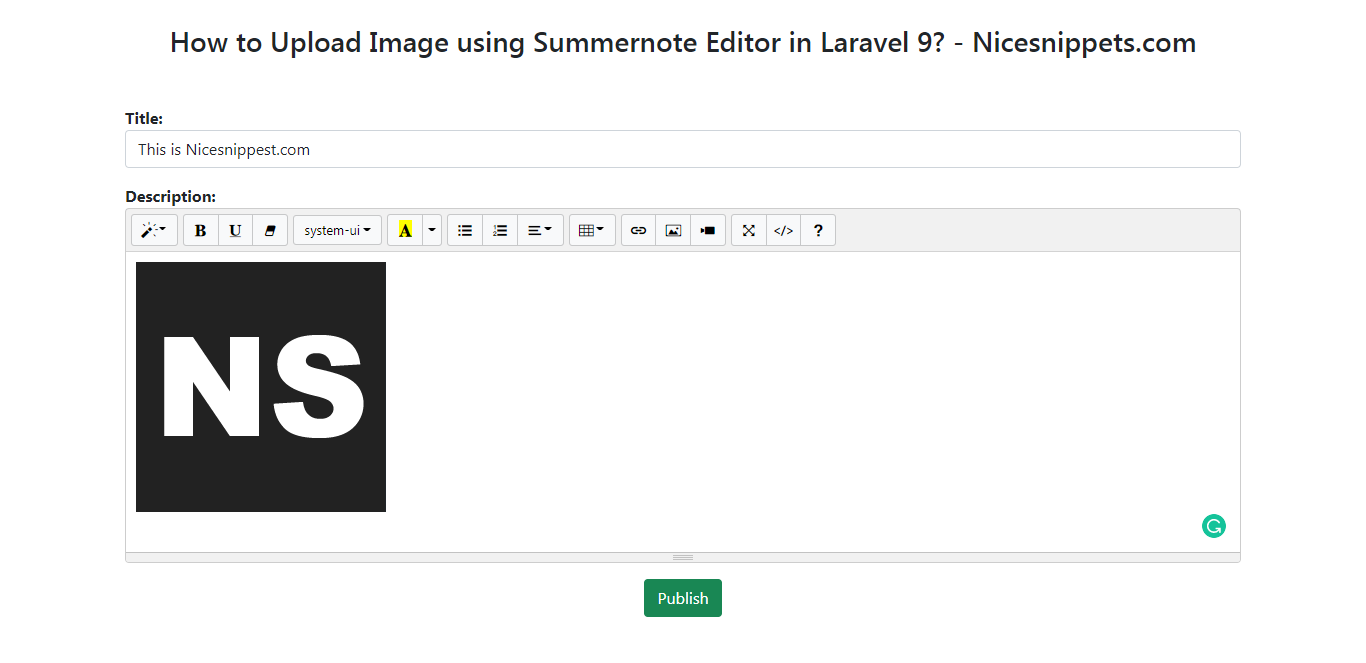 How to Upload Image using Summernote Editor in Laravel 9? - Nicesnippets.com
Title:
This is Nicesnippest.com
Description:
B U system-ui A </> ?
NS
Publish